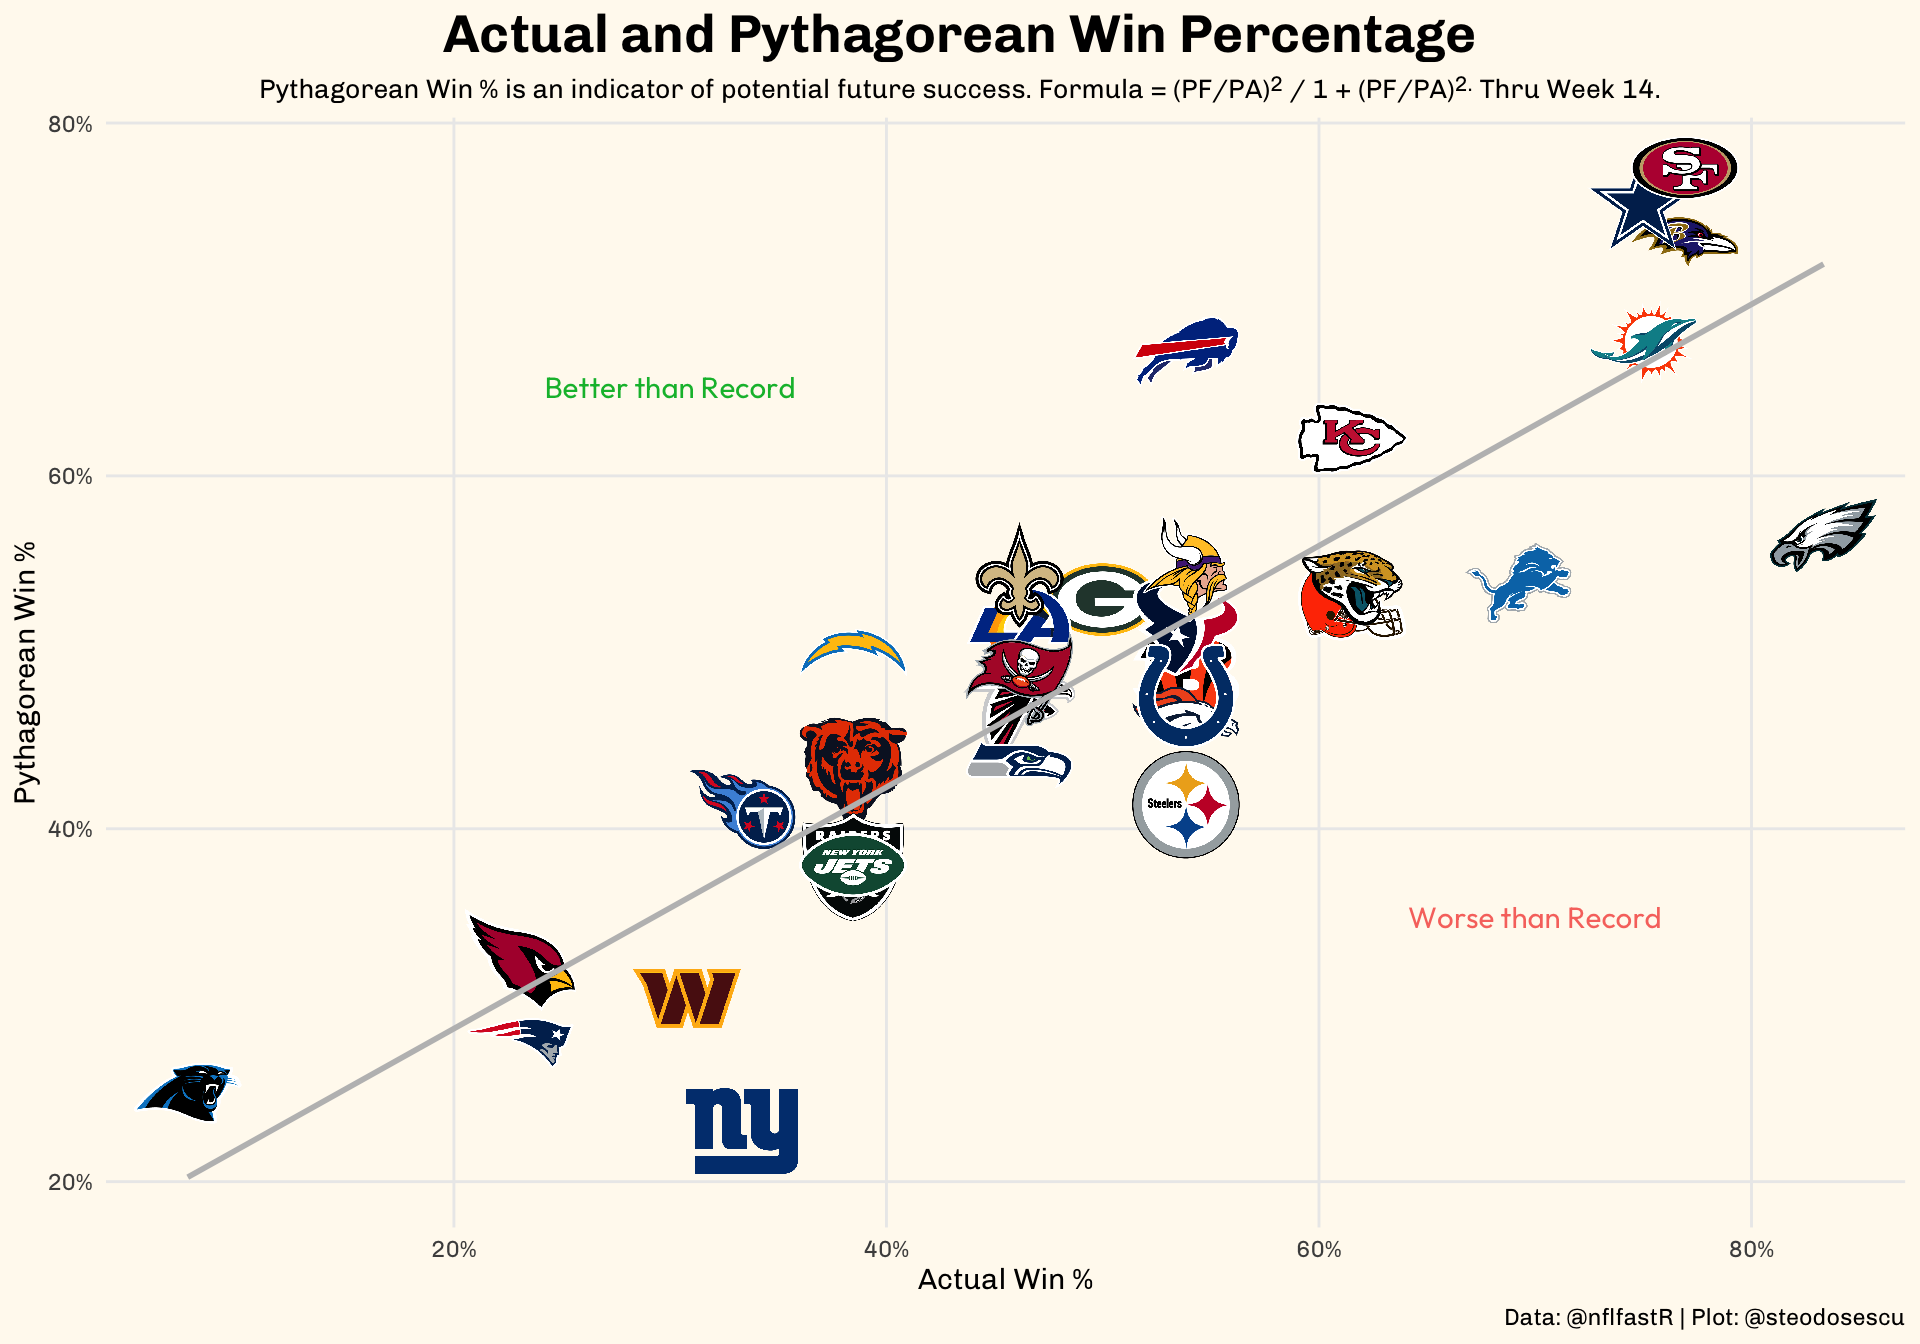 Actual and Pythagorean Win Percentage
Pythagorean Win % is an indicator of potential future success. Formula = (PF/PA)² / 1 + (PF/PA)²· Thru Week 14.
80%
60%
40%
20%
Pythagorean Win %
Better than Record
Worse than Record
SF
B
KC
G
LA
Steelers
T
RAIDERS
NEW YORK
JETS
W
ny
20%
40%
60%
80%
Actual Win %
Data: @nflfastR | Plot: @steodosescu